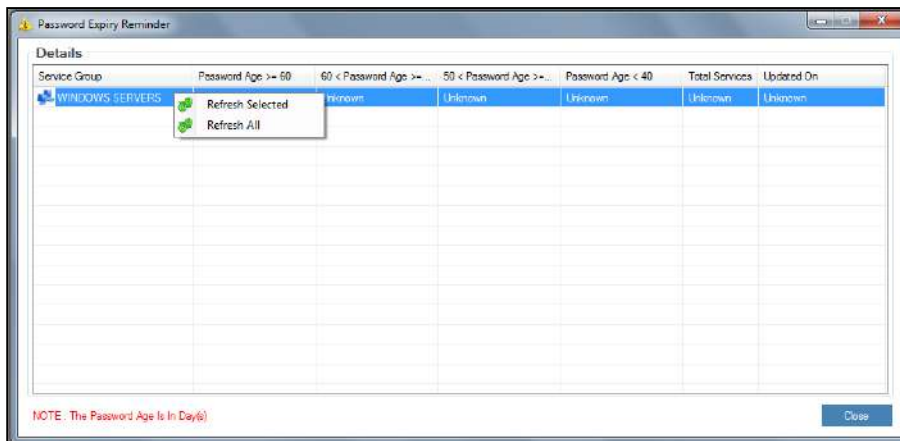 Password Expiry Reminder
Details
Service Group Password Age >= 60 60 < Password Age >= ... 50 < Password Age >=... Password Age < 40 Total Services Updated On
WINDOWS SERVERS Unknown Unknown Unknown Unknown Unknown
Refresh Selected
Refresh All
NOTE : The Password Age Is In Day(s)
Close